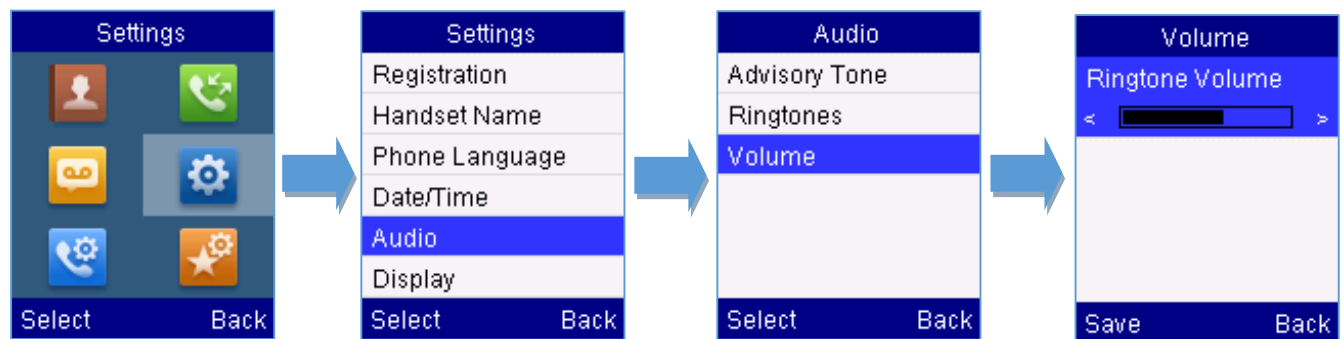 Settings
Select Back
Settings
Registration
Handset Name
Phone Language
Date/Time
Audio
Display
Select Back
Audio
Advisory Tone
Ringtones
Volume
Select Back
Volume
Ringtone Volume
< >
Save Back